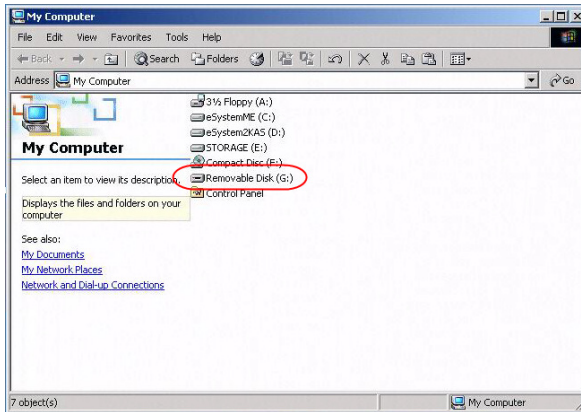 My Computer
File Edit View Favorites Tools Help
Back Search Folders
Address My Computer Go
3½ Floppy (A:)
eSystemME (C:)
eSystem2KAS (D:)
STORAGE (E:)
Compact Disc (F:)
Removable Disk (G:)
Control Panel
My Computer
Select an item to view its description.
Displays the files and folders on your
computer
See also:
My Documents
My Network Places
Network and Dial-up Connections
7 object(s) My Computer